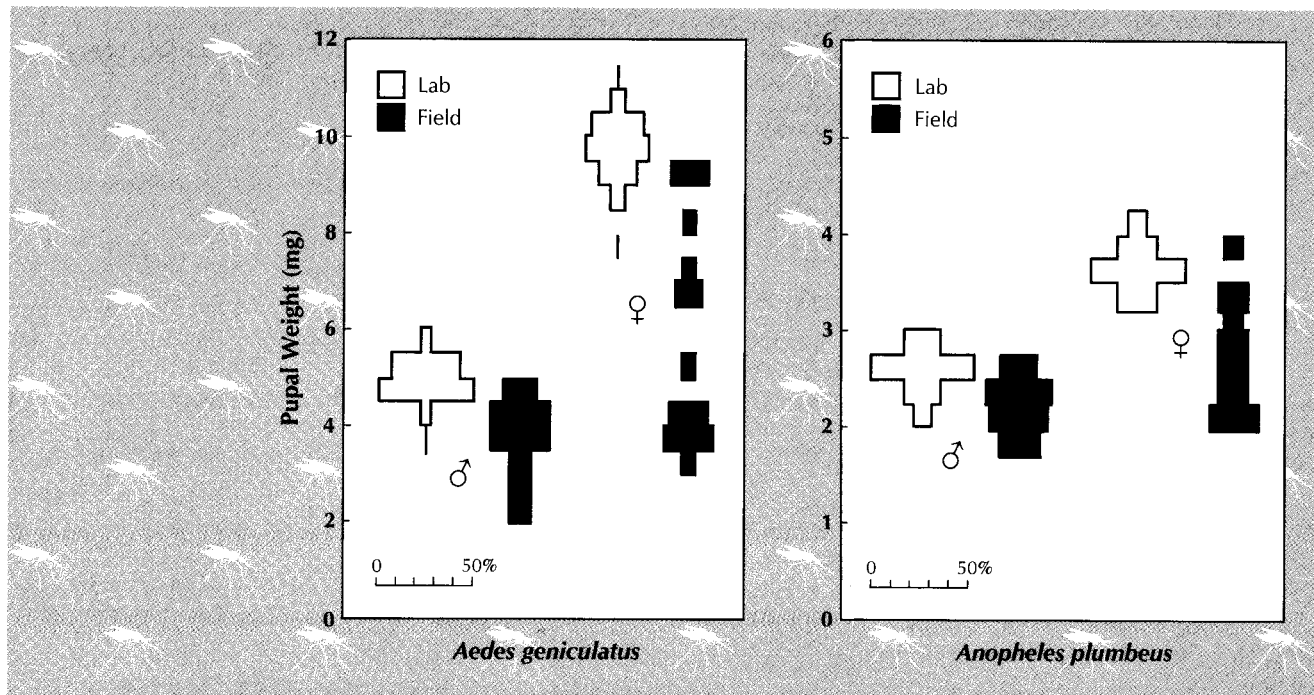 Pupal Weight (mg)
12
10
8
6
4
2
0
Lab
Field
♀
♂
0 50%
Aedes geniculatus
6
5
4
3
2
1
0
Lab
Field
♀
♂
0 50%
Anopheles plumbeus